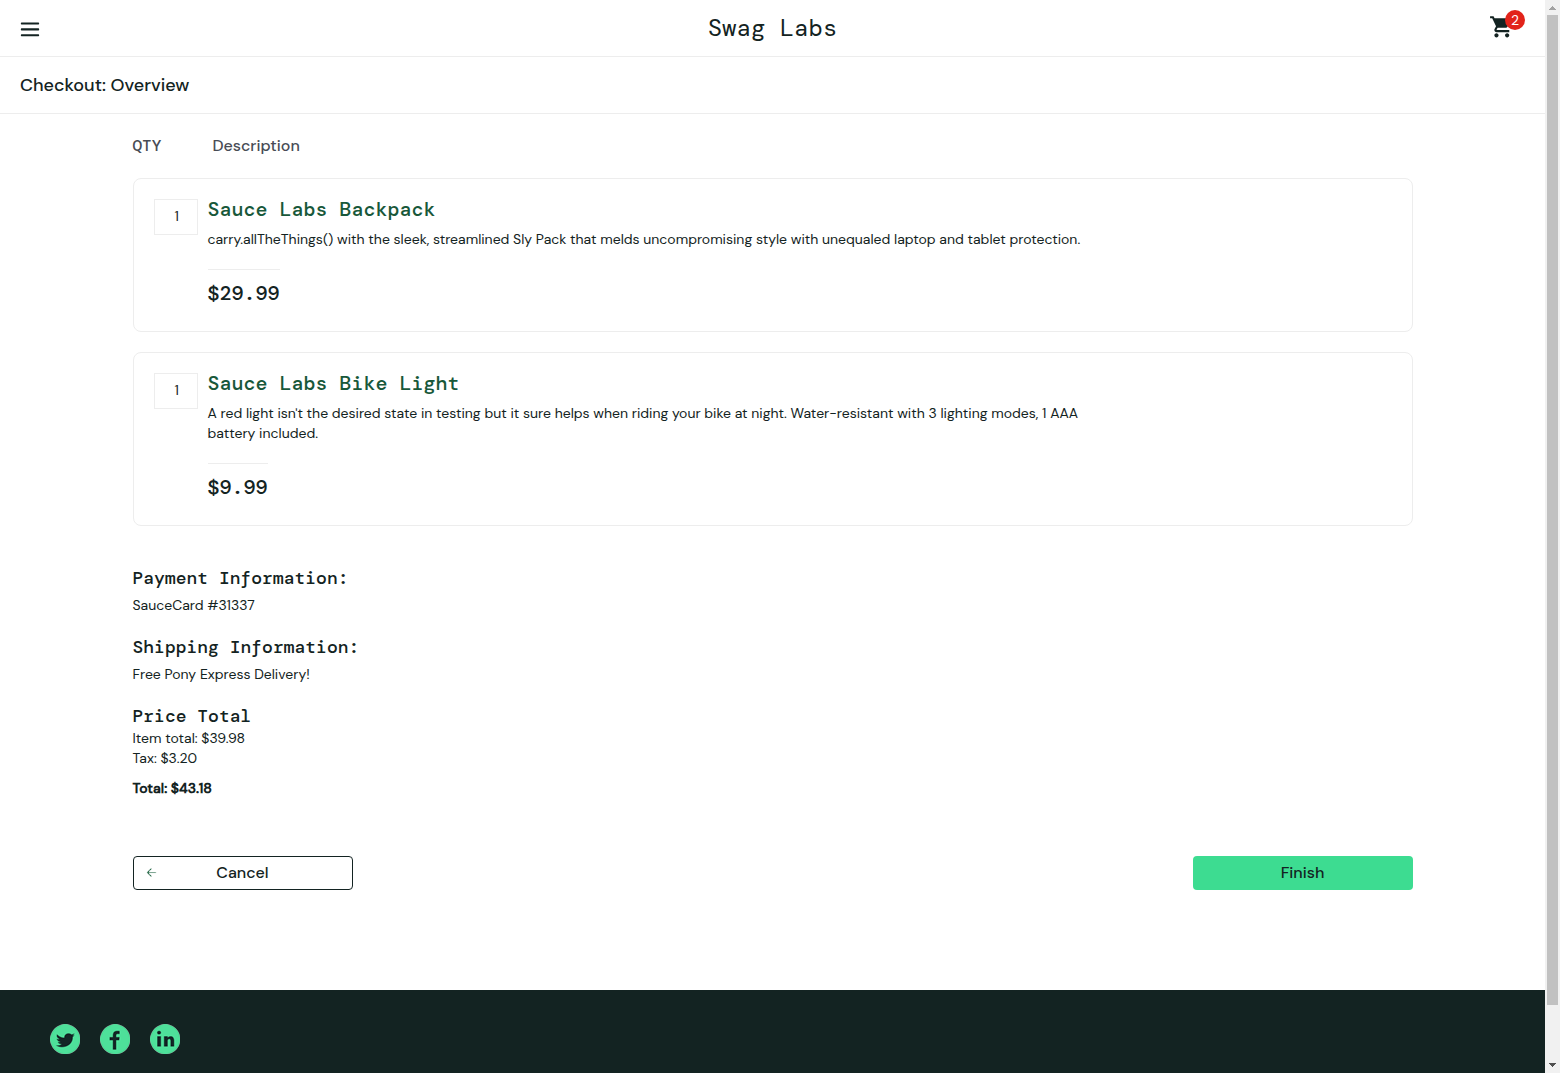 Swag Labs
2
Checkout: Overview
QTY Description
1
Sauce Labs Backpack
carry.allTheThings() with the sleek, streamlined Sly Pack that melds uncompromising style with unequaled laptop and tablet protection.
$29.99
1
Sauce Labs Bike Light
A red light isn't the desired state in testing but it sure helps when riding your bike at night. Water-resistant with 3 lighting modes, 1 AAA
battery included.
$9.99
Payment Information:
SauceCard #31337
Shipping Information:
Free Pony Express Delivery!
Price Total
Item total: $39.98
Tax: $3.20
Total: $43.18
Cancel
Finish